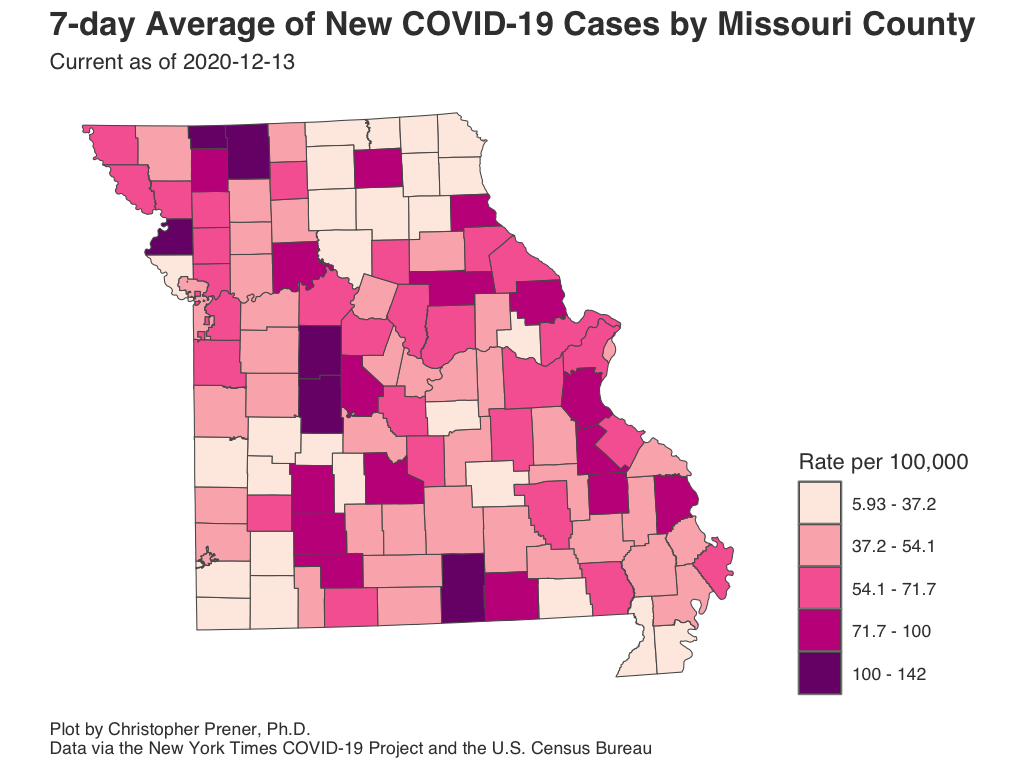 7-day Average of New COVID-19 Cases by Missouri County
Current as of 2020-12-13
Rate per 100,000
5.93 - 37.2
37.2 - 54.1
54.1 - 71.7
71.7 - 100
100 - 142
Plot by Christopher Prener, Ph.D.
Data via the New York Times COVID-19 Project and the U.S. Census Bureau